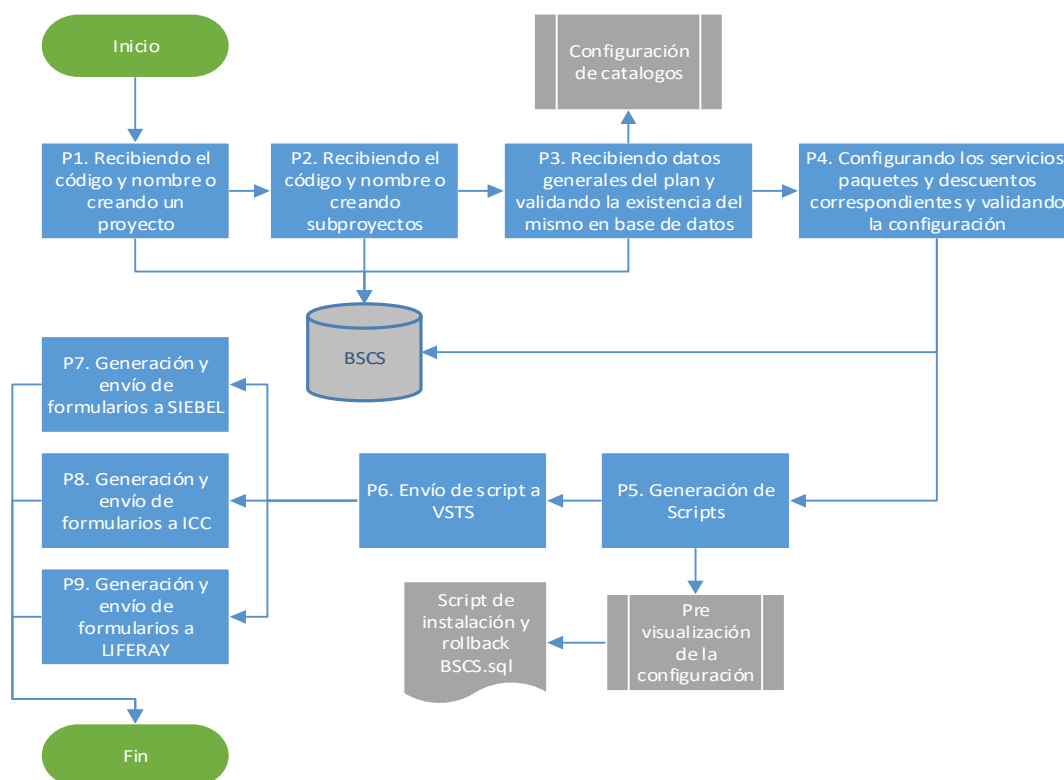 Inicio
Configuración
de catalogos
P1. Recibiendo el
código y nombre o
creando un
proyecto
P2. Recibiendo el
código y nombre o
creando
subproyectos
P3. Recibiendo datos
generales del plan y
validando la existencia del
mismo en base de datos
P4. Configurando los servicios
paquetes y descuentos
correspondientes y validando
la configuración
BSCS
P7. Generación y
envío de
formularios a SIEBEL
P8. Generación y
envío de
formularios a ICC
P6. Envío de script a
VSTS
P5. Generación de
Scripts
P9. Generación y
envío de
formularios a
LIFERAY
Script de
instalación y
rollback
BSCS.sql
Pre
visualización
de la
configuración
Fin